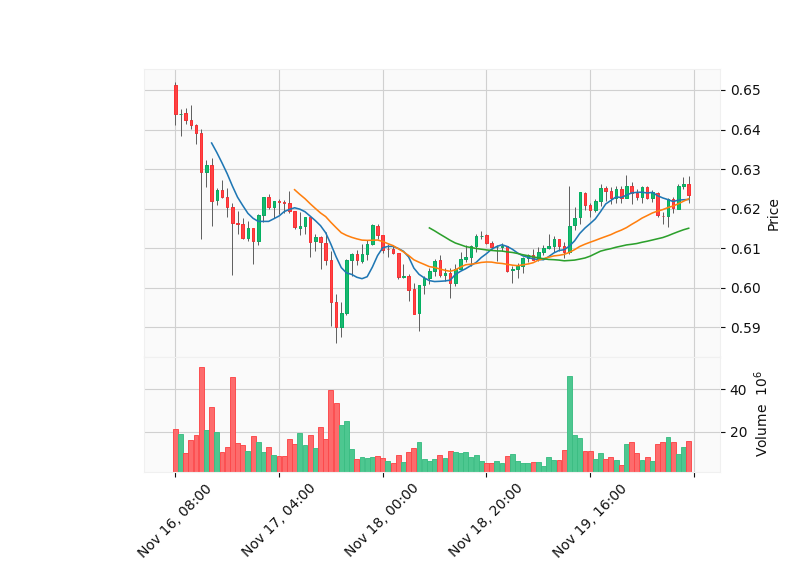 0.65
0.64
0.63
0.62
0.61
0.60
0.59
Price
40
20
Volume 10^6
Nov 16, 08:00
Nov 17, 04:00
Nov 18, 00:00
Nov 18, 20:00
Nov 19, 16:00